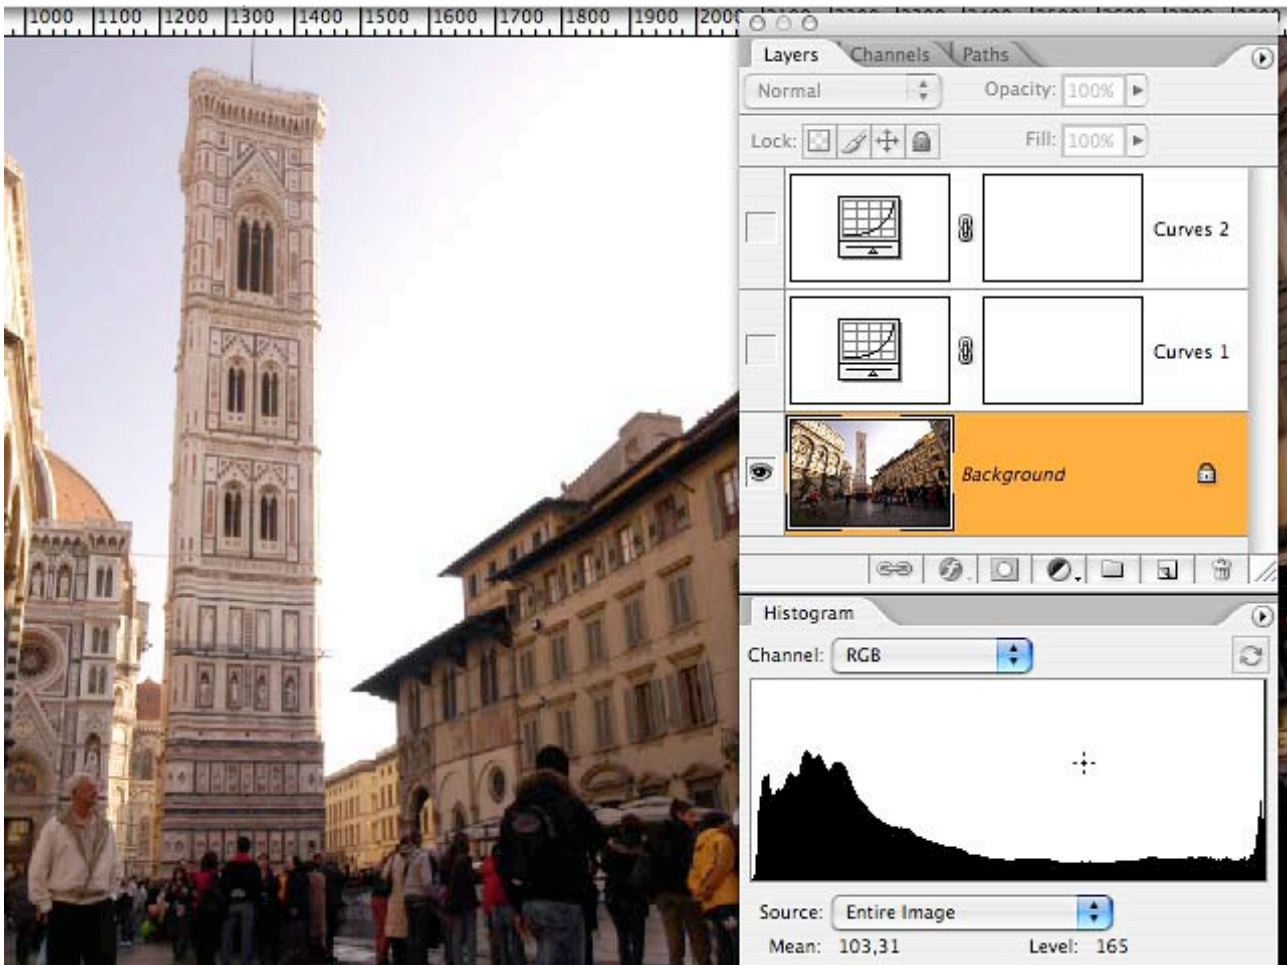 1000 1100 1200 1300 1400 1500 1600 1700 1800 1900
Layers Channels Paths
Normal Opacity: 100%
Lock: Fill: 100%
Curves 2
Curves 1
Background
Histogram
Channel: RGB
Source: Entire Image
Mean: 103,31 Level: 165